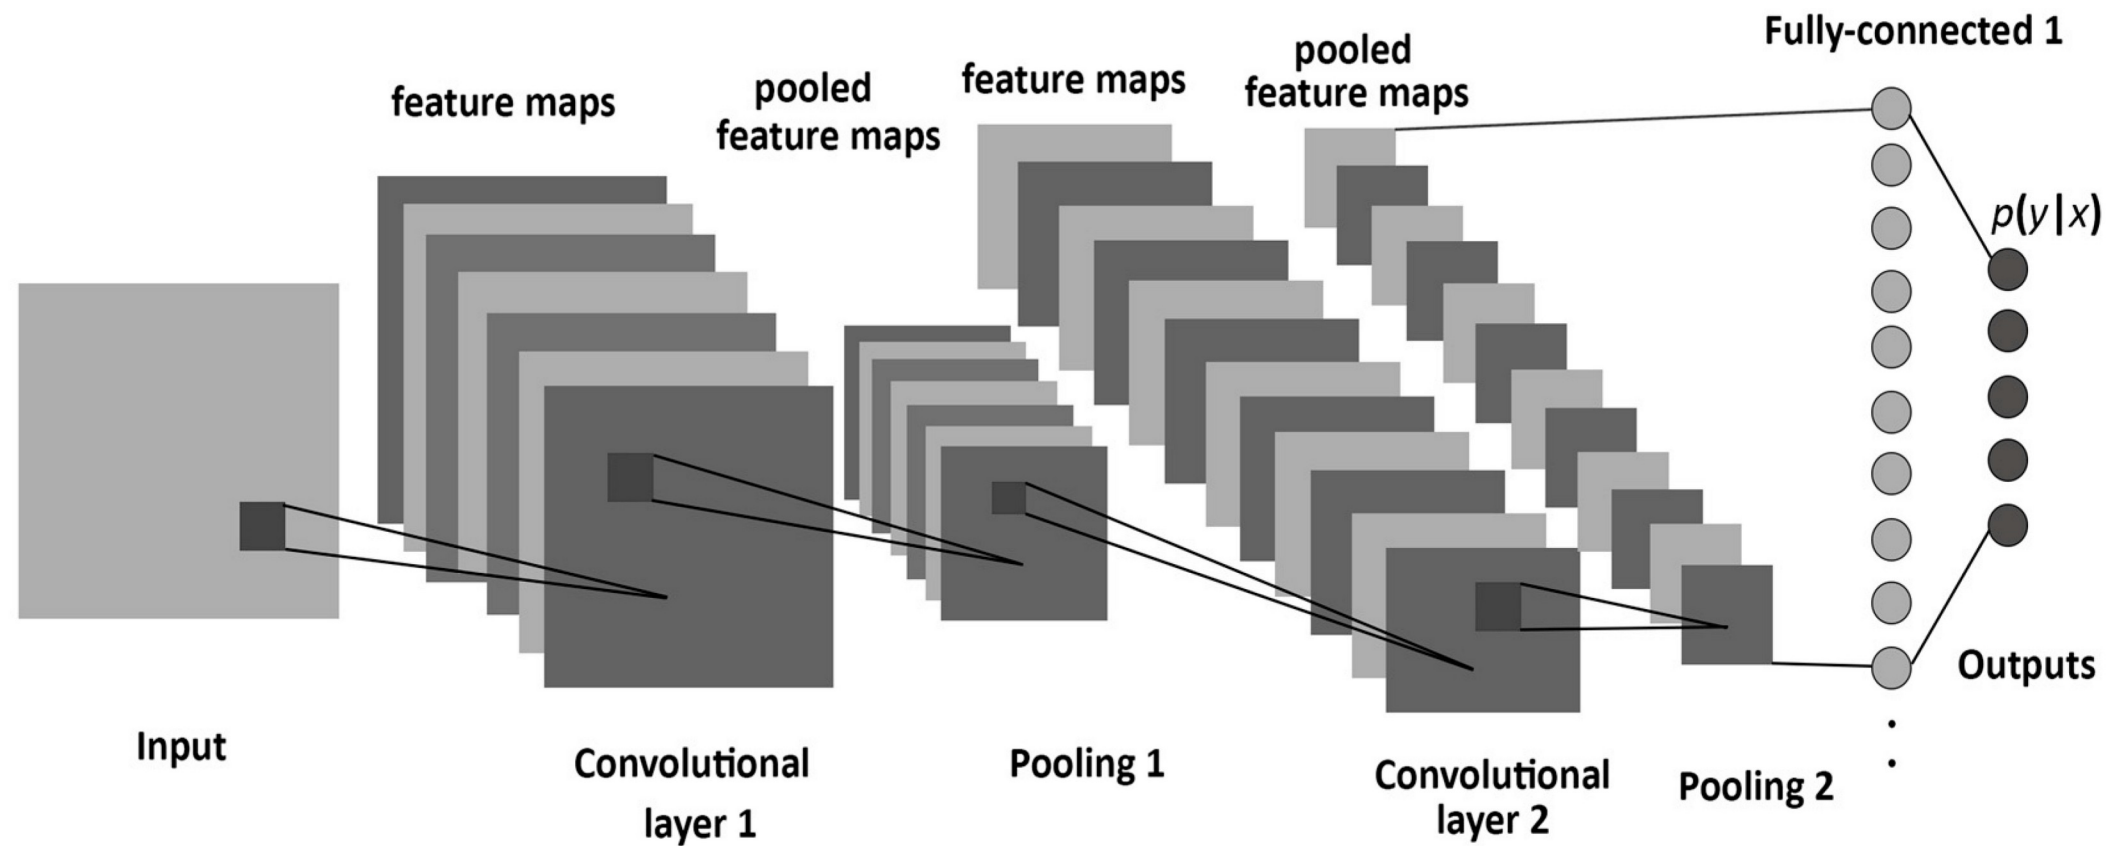 Fully-connected 1
pooled
feature maps
feature maps
pooled
feature maps
feature maps
p(y|x)
Outputs
Input
Convolutional
layer 1
Pooling 1
Convolutional
layer 2
Pooling 2